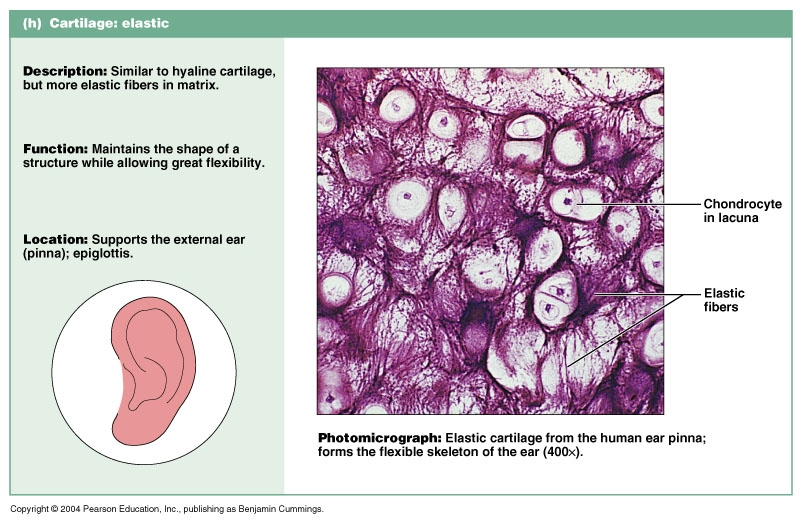 (h) Cartilage: elastic
Description: Similar to hyaline cartilage,
but more elastic fibers in matrix.
Function: Maintains the shape of a
structure while allowing great flexibility.
Location: Supports the external ear
(pinna); epiglottis.
Chondrocyte
in lacuna
Elastic
fibers
Photomicrograph: Elastic cartilage from the human ear pinna;
forms the flexible skeleton of the ear (400×).
Copyright © 2004 Pearson Education, Inc., publishing as Benjamin Cummings.